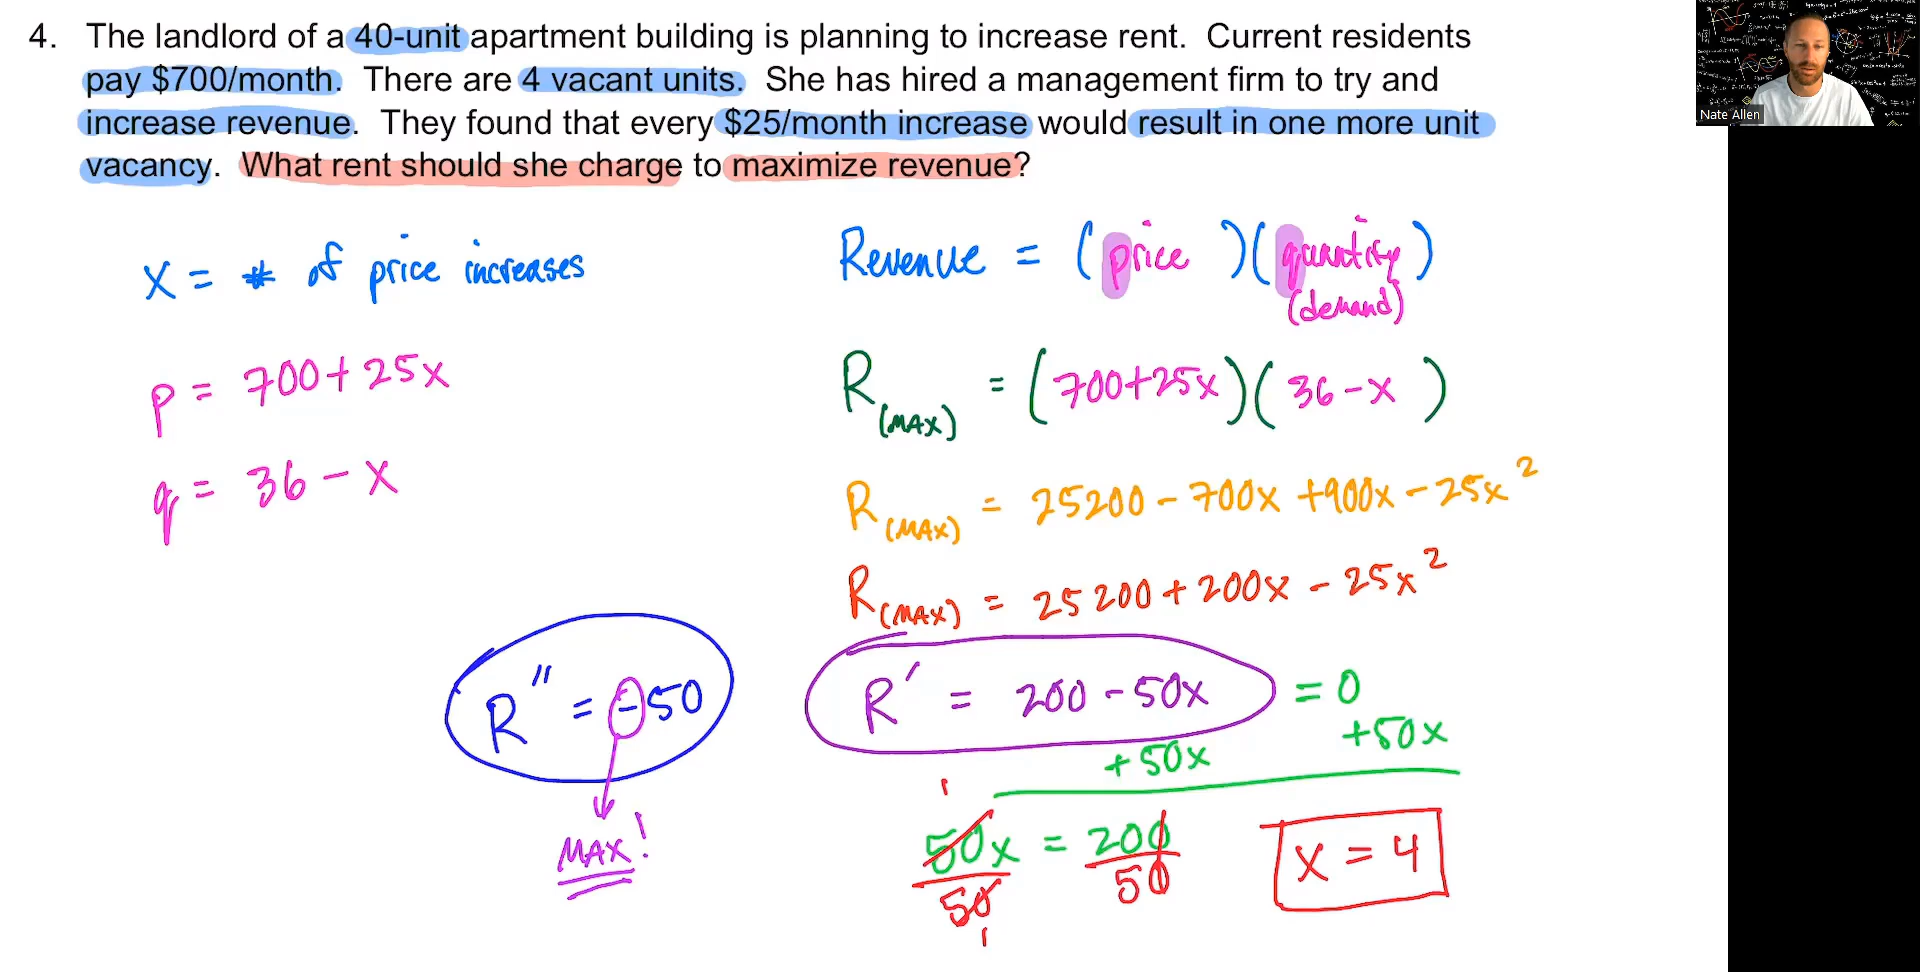 4. The landlord of a 40-unit apartment building is planning to increase rent. Current residents
pay $700/month. There are 4 vacant units. She has hired a management firm to try and
increase revenue. They found that every $25/month increase would result in one more unit
vacancy. What rent should she charge to maximize revenue?
Nate Allen
x = # of price increases
p = 700 + 25x
q = 36 - x
Revenue = (price)(quantity)
(demand)
R(MAX) = (700+25x)(36-x)
R(MAX) = 25200 - 700x + 900x - 25x²
R(MAX) = 25200 + 200x - 25x²
R'' = -50
MAX!
R' = 200 - 50x = 0
+50x +50x
1
50x = 200
50 50
1
x = 4